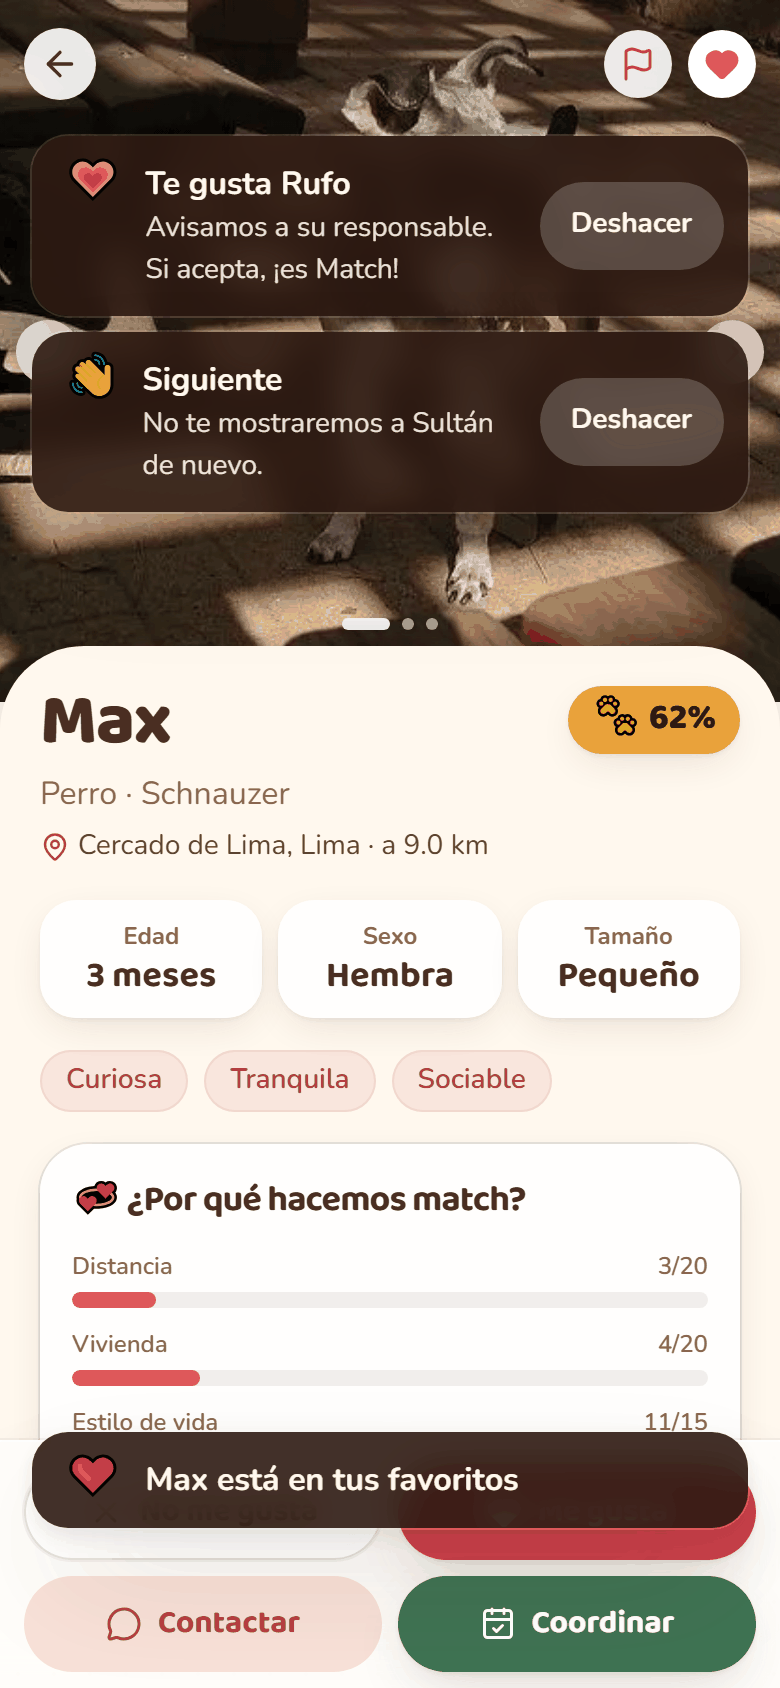 Te gusta Rufo
Avisamos a su responsable.
Si acepta, ¡es Match!
Deshacer
Siguiente
No te mostraremos a Sultán
de nuevo.
Deshacer
Max
62%
Perro · Schnauzer
Cercado de Lima, Lima · a 9.0 km
Edad
3 meses
Sexo
Hembra
Tamaño
Pequeño
Curiosa
Tranquila
Sociable
¿Por qué hacemos match?
Distancia
3/20
Vivienda
4/20
Estilo de vida
11/15
Max está en tus favoritos
Contactar
Coordinar